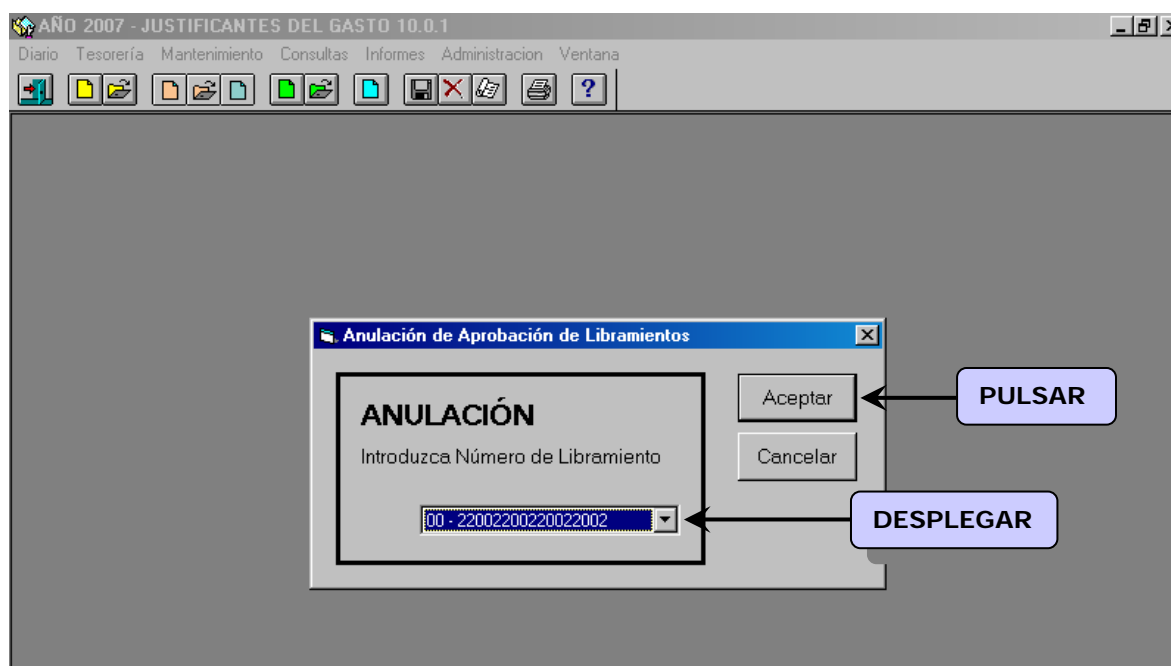 AÑO 2007 - JUSTIFICANTES DEL GASTO 10.0.1
Diario Tesorería Mantenimiento Consultas Informes Administracion Ventana
Anulación de Aprobación de Libramientos
ANULACIÓN
Introduzca Número de Libramiento
00 - 22002200220022002
Aceptar
Cancelar
PULSAR
DESPLEGAR